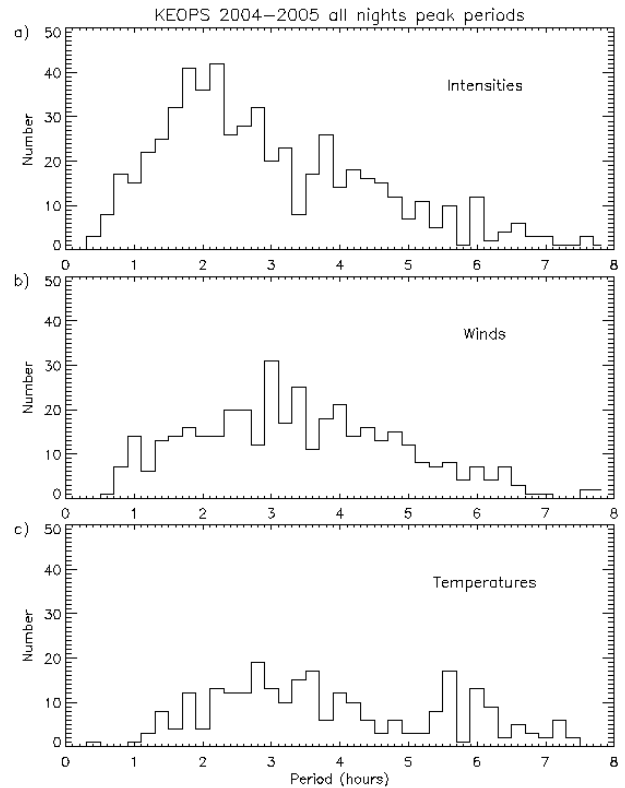 KEOPS 2004-2005 all nights peak periods
a)
50
40
30
20
10
0
Number
Intensities
0 1 2 3 4 5 6 7 8
b)
50
40
30
20
10
0
Number
Winds
0 1 2 3 4 5 6 7 8
c)
50
40
30
20
10
0
Number
Temperatures
0 1 2 3 4 5 6 7 8
Period (hours)